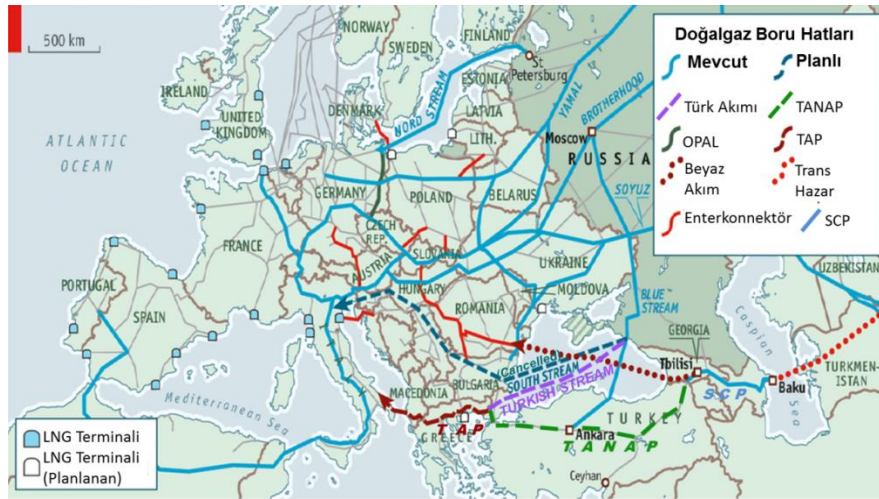 500 km
NORWAY
SWEDEN
FINLAND
St
Petersburg
ESTONIA
LATVIA
LITH.
IRELAND
UNITED
KINGDOM
DENMARK
NORD STREAM
YAMAL
BROTHERHOOD
Moscow
RUSSIA
ATLANTIC
OCEAN
GERMANY
POLAND
BELARUS
SOYUZ
CZECH
REP.
SLOVAKIA
UKRAINE
FRANCE
AUSTRIA
HUNGARY
MOLDOVA
ROMANIA
BLUE STREAM
PORTUGAL
SPAIN
(Cancelled)
SOUTH STREAM
TURKISH STREAM
BULGARIA
MACEDONIA
GEORGIA
Tbilisi
Caspian
Sea
UZBEKISTAN
TURKMEN-
ISTAN
Baku
SCP
Mediterranean Sea
TAP
GREECE
Ankara
TURKEY
TANAP
Ceyhan
Doğalgaz Boru Hatları
Mevcut
Planlı
Türk Akımı
TANAP
OPAL
TAP
Beyaz
Akım
Trans
Hazar
Enterkonnektör
SCP
LNG Terminali
LNG Terminali
(Planlanan)